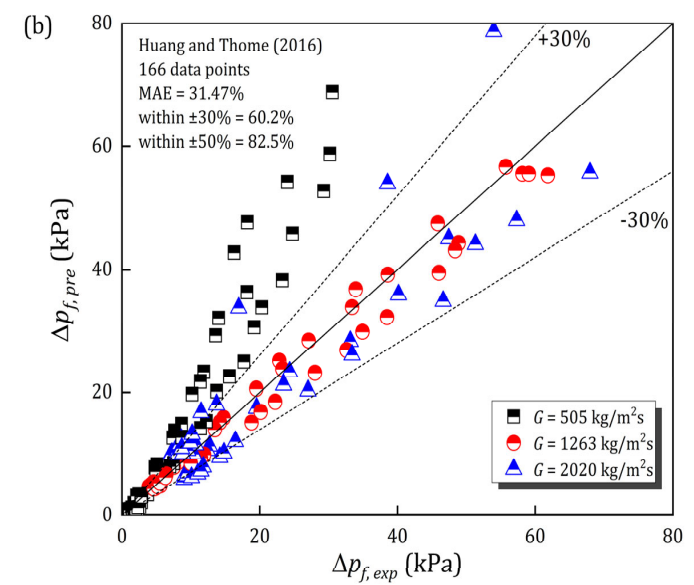 (b)
Huang and Thome (2016)
166 data points
MAE = 31.47%
within ±30% = 60.2%
within ±50% = 82.5%
+30%
-30%
80
60
40
20
0
Δp_{f, pre} (kPa)
G = 505 kg/m²s
G = 1263 kg/m²s
G = 2020 kg/m²s
0 20 40 60 80
Δp_{f, exp} (kPa)